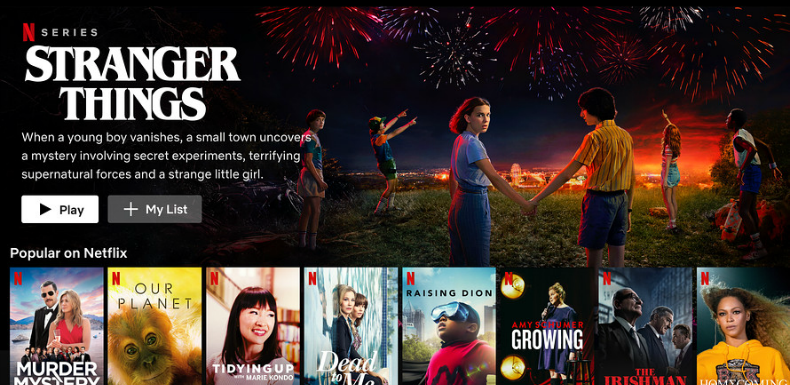 N SERIES
STRANGER
THINGS
When a young boy vanishes, a small town uncovers
a mystery involving secret experiments, terrifying
supernatural forces and a strange little girl.
Play
My List
Popular on Netflix
N
MURDER
MYSTERY
N
OUR
PLANET
N
TIDYING UP
WITH MARIE KONDO
N
Dead
to Me
N
RAISING DION
N
AMY SCHUMER
GROWING
N
THE
IRISHMAN
N
HOMECOMING